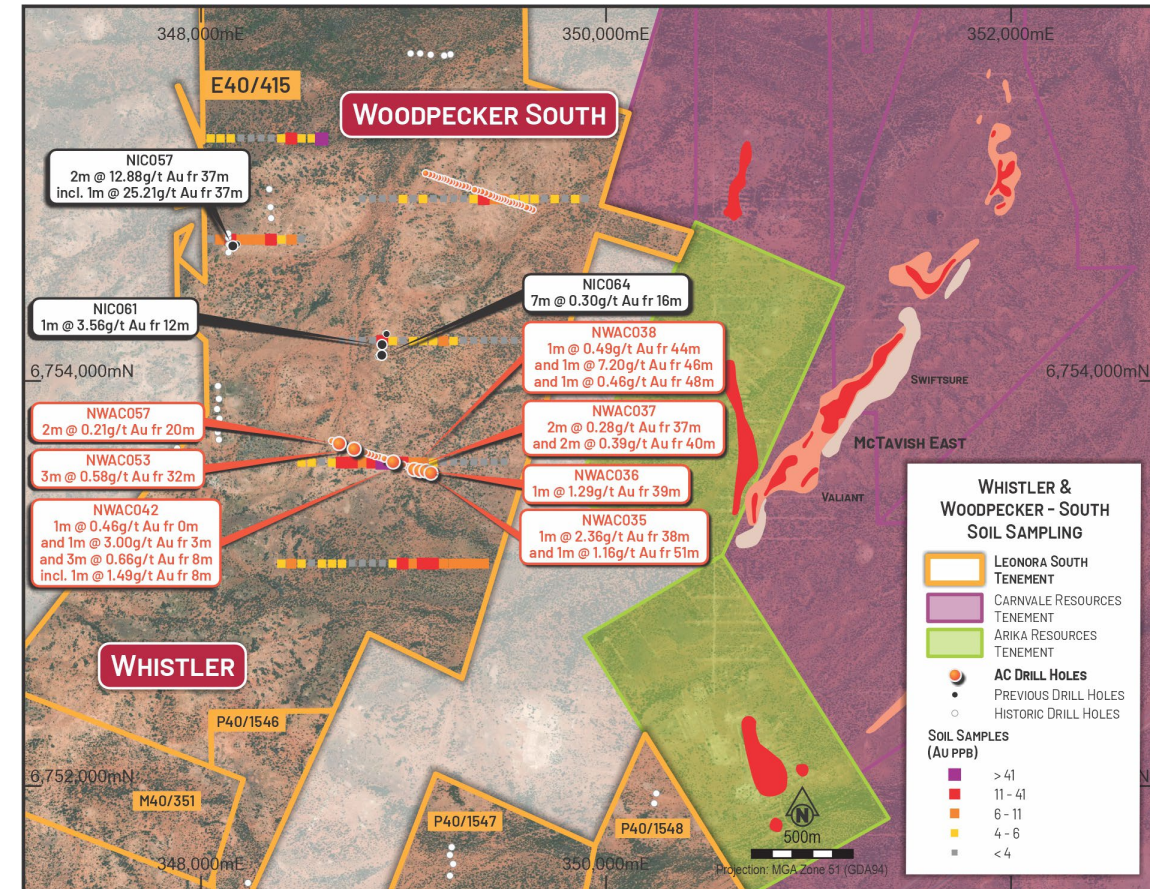 348,000mE
350,000mE
352,000mE
E40/415
WOODPECKER SOUTH
NIC057
2m @ 12.88g/t Au fr 37m
incl. 1m @ 25.21g/t Au fr 37m
NIC064
7m @ 0.30g/t Au fr 16m
NIC061
1m @ 3.56g/t Au fr 12m
NWAC038
1m @ 0.49g/t Au fr 44m
and 1m @ 7.20g/t Au fr 46m
and 1m @ 0.46g/t Au fr 48m
6,754,000mN
6,754,000mN
SWIFTSURE
NWAC057
2m @ 0.21g/t Au fr 20m
NWAC037
2m @ 0.28g/t Au fr 37m
and 2m @ 0.39g/t Au fr 40m
MCTAVISH EAST
NWAC053
3m @ 0.58g/t Au fr 32m
NWAC036
1m @ 1.29g/t Au fr 39m
VALIANT
NWAC042
1m @ 0.46g/t Au fr 0m
and 1m @ 3.00g/t Au fr 3m
and 3m @ 0.66g/t Au fr 8m
incl. 1m @ 1.49g/t Au fr 8m
NWAC035
1m @ 2.36g/t Au fr 38m
and 1m @ 1.16g/t Au fr 51m
WHISTLER
P40/1546
6,752,000mN
M40/351
P40/1547
P40/1548
348,000mE
350,000mE
N
500m
Projection: MGA Zone 51 (GDA94)
WHISTLER &
WOODPECKER - SOUTH
SOIL SAMPLING
LEONORA SOUTH
TENEMENT
CARNVALE RESOURCES
TENEMENT
ARIKA RESOURCES
TENEMENT
AC DRILL HOLES
PREVIOUS DRILL HOLES
HISTORIC DRILL HOLES
SOIL SAMPLES
(AU PPB)
> 41
11 - 41
6 - 11
4 - 6
< 4